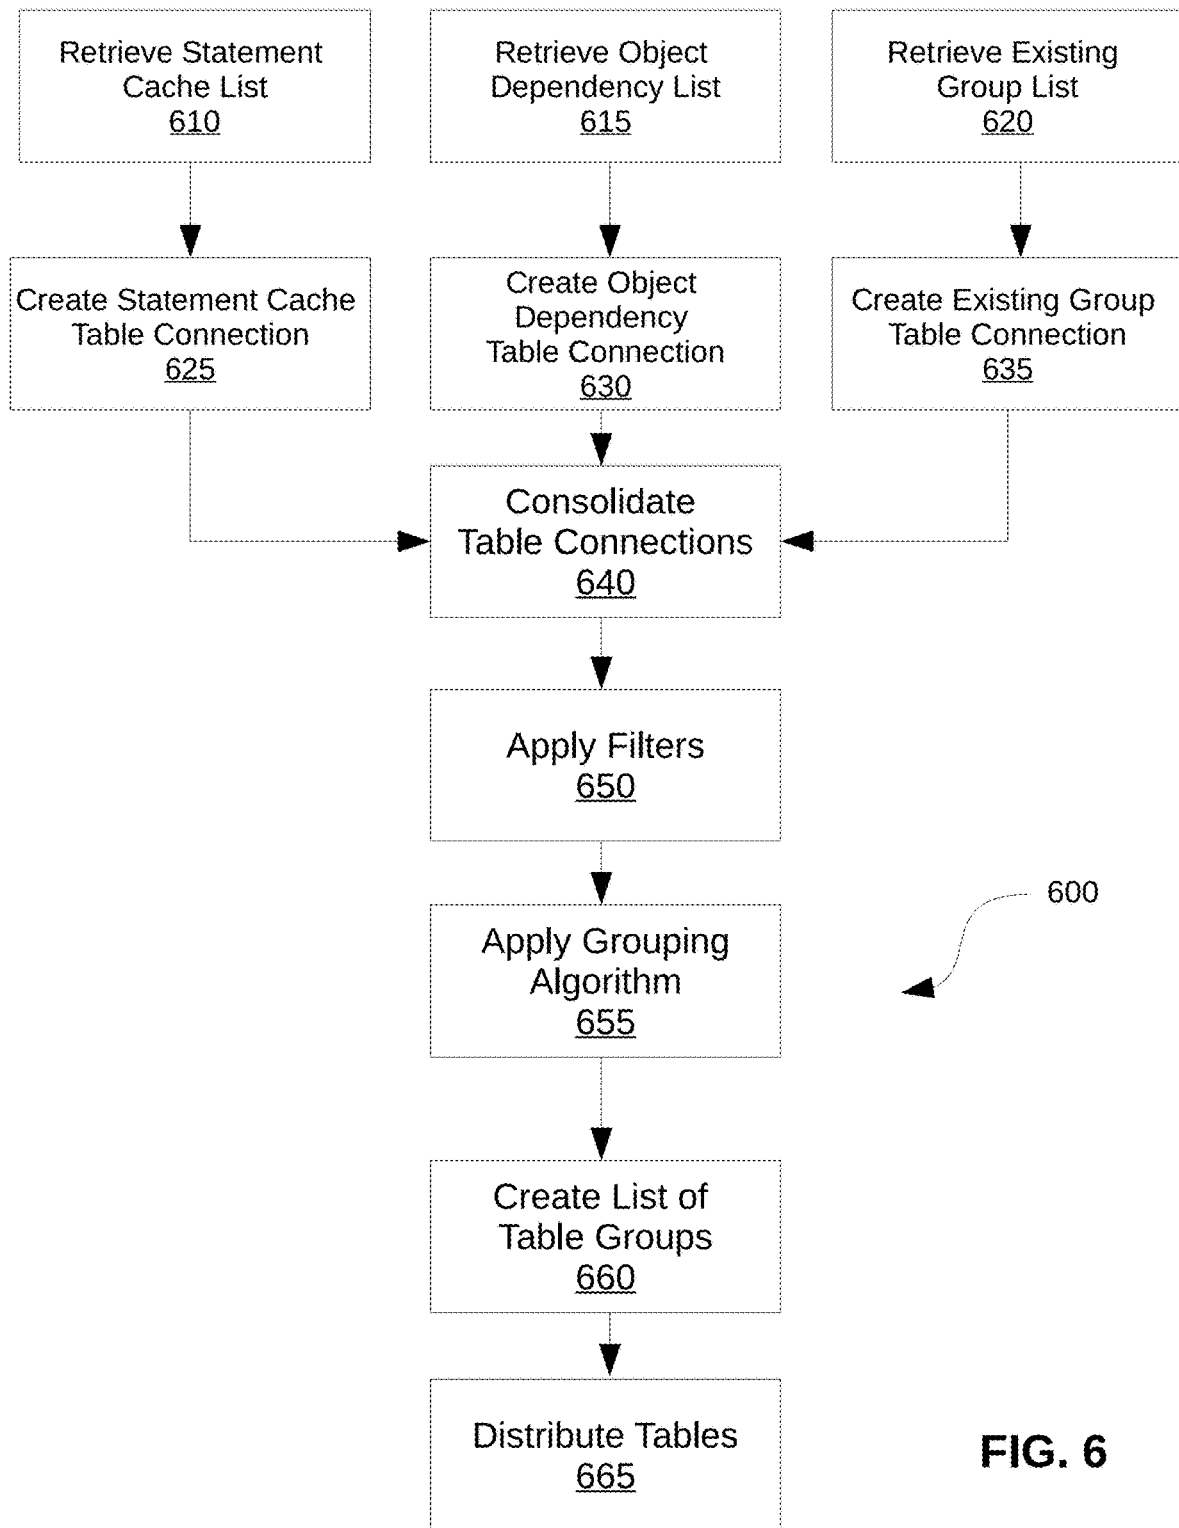 Retrieve Statement
Cache List
610
Retrieve Object
Dependency List
615
Retrieve Existing
Group List
620
Create Statement Cache
Table Connection
625
Create Object
Dependency
Table Connection
630
Create Existing Group
Table Connection
635
Consolidate
Table Connections
640
Apply Filters
650
600
Apply Grouping
Algorithm
655
Create List of
Table Groups
660
Distribute Tables
665
FIG. 6